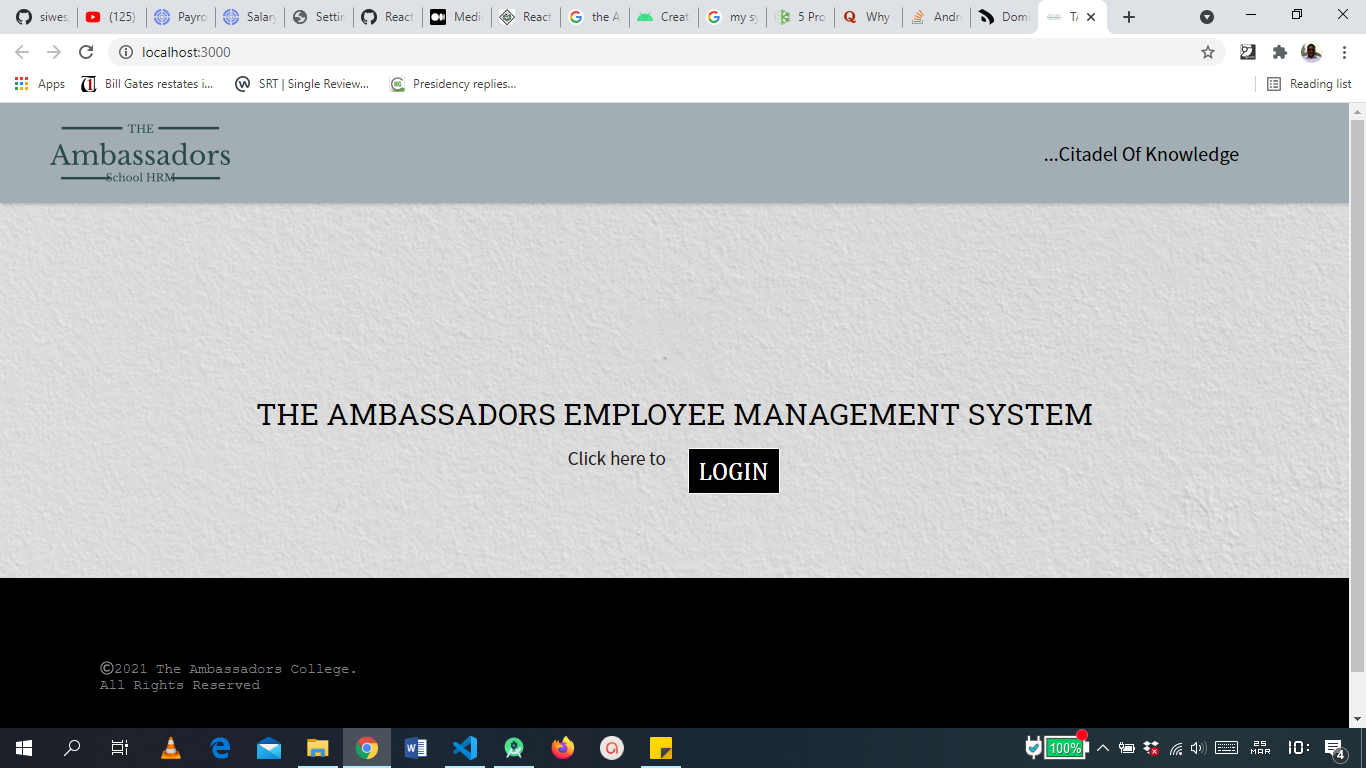 siwes
(125)
Payro
Salary
Settin
React
Medi
React
the A
Creat
my sy
5 Pro
Why
Andr
Dom
TA
localhost:3000
Apps
Bill Gates restates i...
SRT | Single Review...
Presidency replies...
Reading list
THE
Ambassadors
School HRM
...Citadel Of Knowledge
THE AMBASSADORS EMPLOYEE MANAGEMENT SYSTEM
Click here to LOGIN
©2021 The Ambassadors College.
All Rights Reserved
100%
25
MAR
10:
4